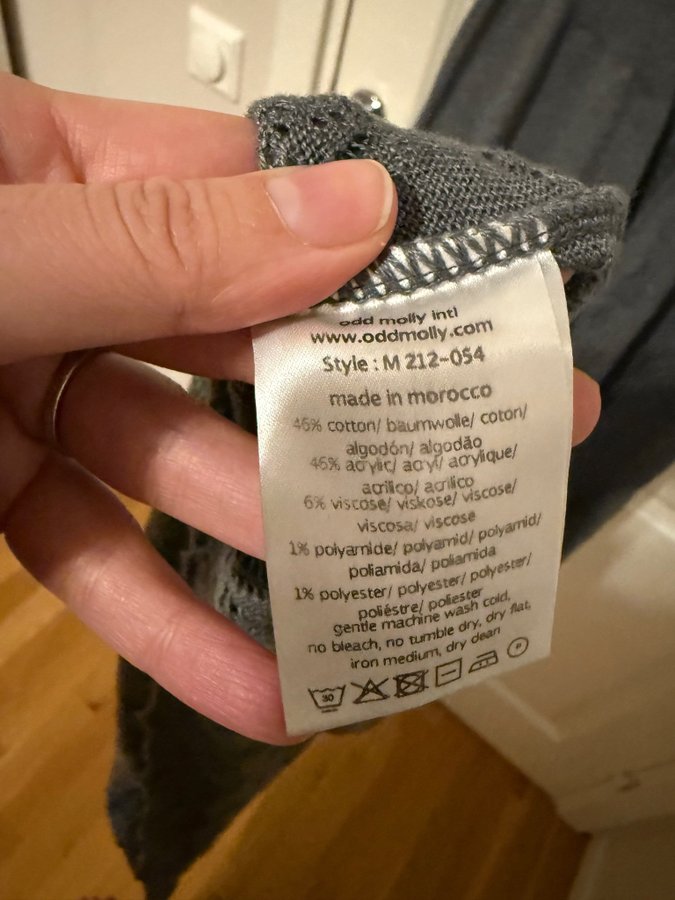 odd molly intl
www.oddmolly.com
Style : M 212-054
made in morocco
46% cotton/ baumwolle/ coton/
algodón/ algodão
46% acrylic/ acryl/ acrylique/
acrílico/ acrílico
6% viscose/ viskose/ viscose/
viscosa/ viscose
1% polyamide/ polyamid/ polyamid/
poliamida/ poliamida
1% polyester/ polyester/ polyester/
poliéstre/ poliester
gentle machine wash cold,
no bleach, no tumble dry, dry flat,
iron medium, dry clean
30 P